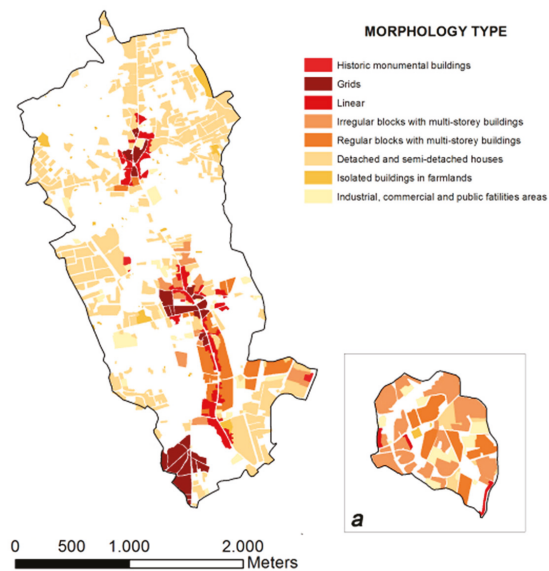 MORPHOLOGY TYPE
Historic monumental buildings
Grids
Linear
Irregular blocks with multi-storey buildings
Regular blocks with multi-storey buildings
Detached and semi-detached houses
Isolated buildings in farmlands
Industrial, commercial and public fatilities areas
a
0 500 1.000 2.000
Meters